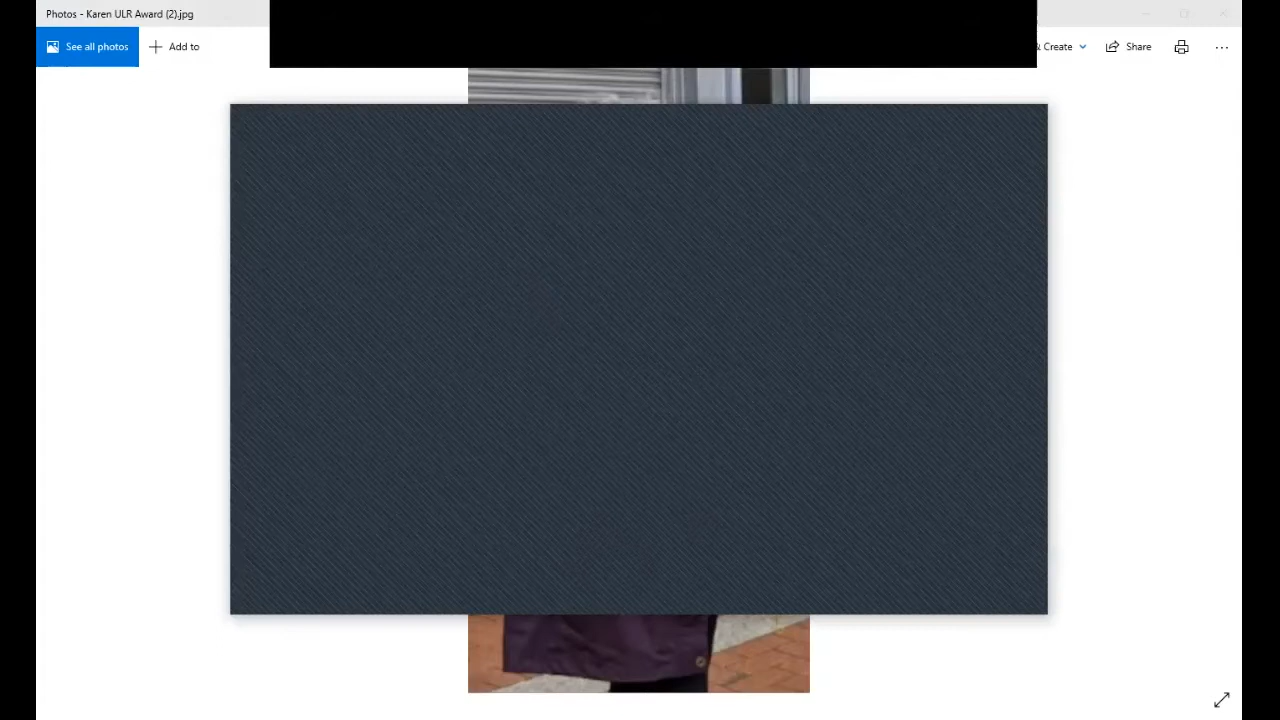 Photos - Karen ULR Award (2).jpg
See all photos
Add to
& Create
Share